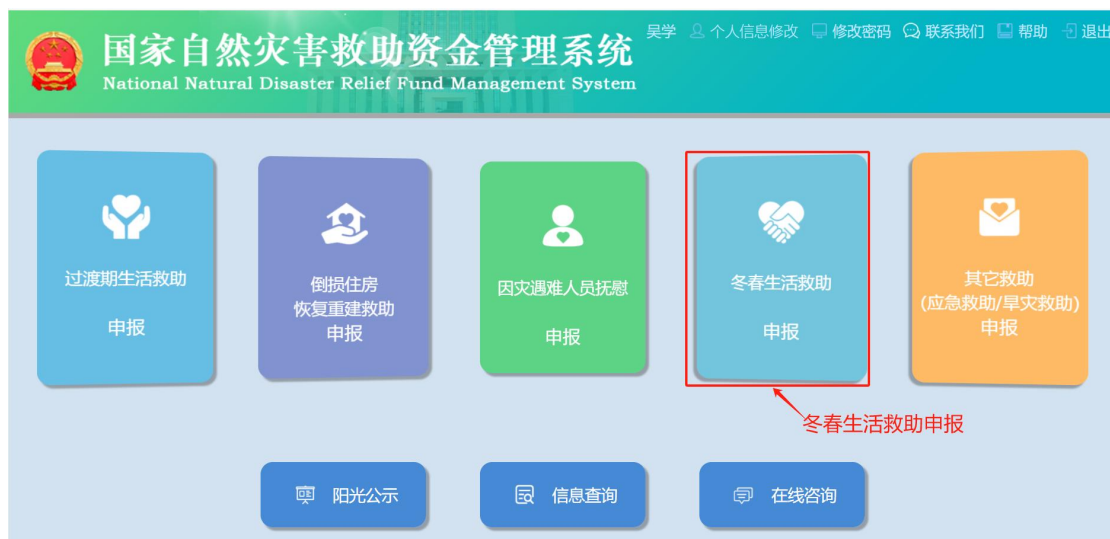 吴学 个人信息修改 修改密码 联系我们 帮助 退出
国家自然灾害救助资金管理系统
National Natural Disaster Relief Fund Management System
过渡期生活救助
申报
倒损住房
恢复重建救助
申报
因灾遇难人员抚慰
申报
冬春生活救助
申报
其它救助
(应急救助/旱灾救助)
申报
冬春生活救助申报
阳光公示
信息查询
在线咨询